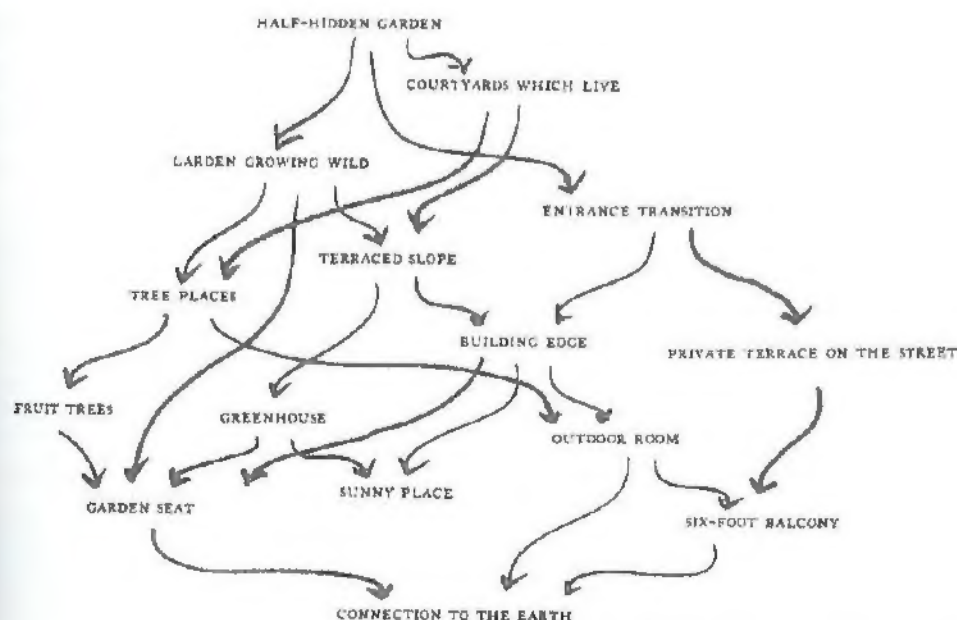 HALF-HIDDEN GARDEN
COURTYARDS WHICH LIVE
GARDEN GROWING WILD
ENTRANCE TRANSITION
TERRACED SLOPE
TREE PLACES
BUILDING EDGE
PRIVATE TERRACE ON THE STREET
FRUIT TREES
GREENHOUSE
OUTDOOR ROOM
SUNNY PLACE
GARDEN SEAT
SIX-FOOT BALCONY
CONNECTION TO THE EARTH